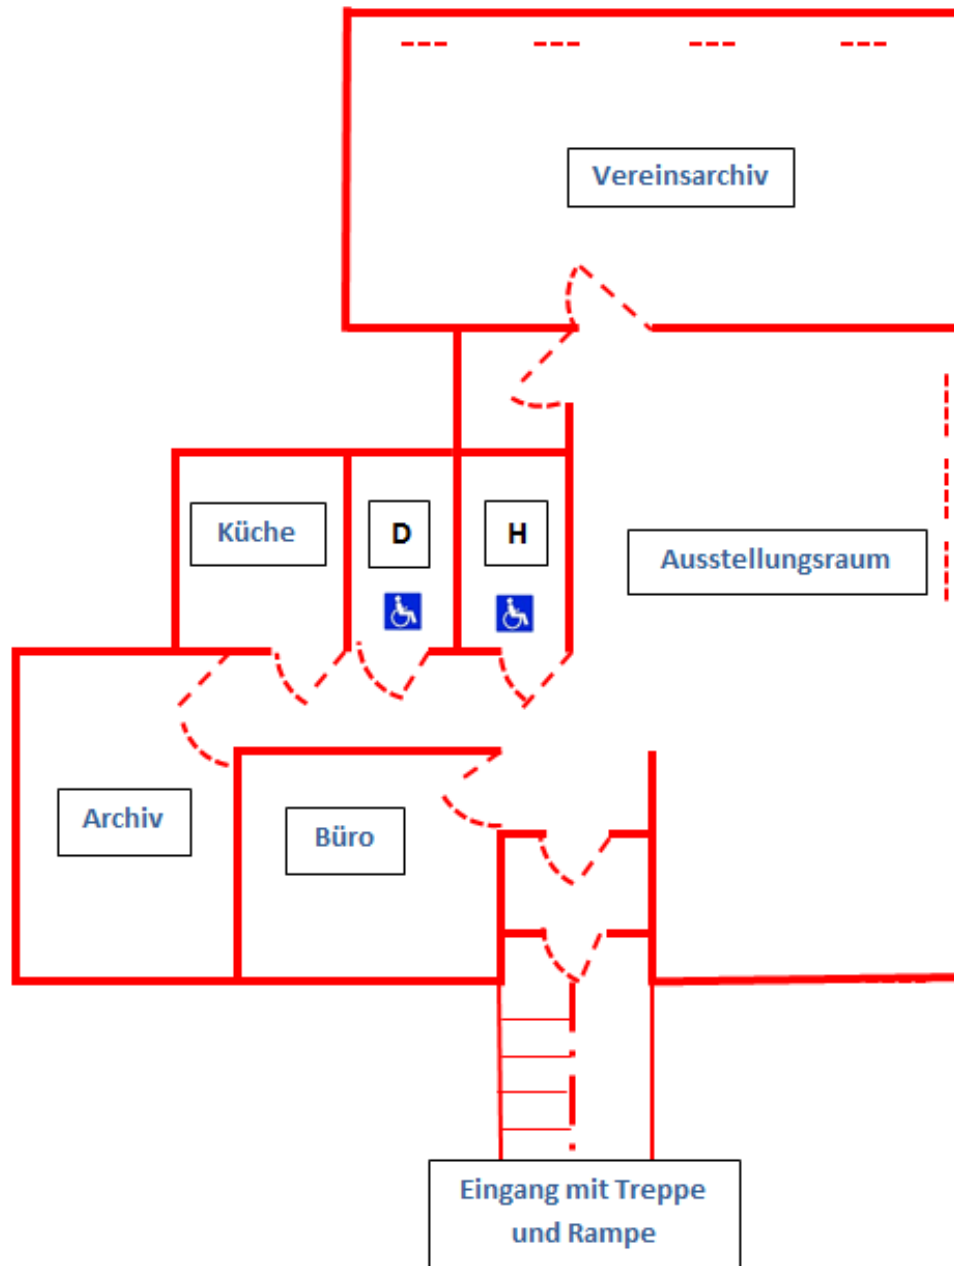 Vereinsarchiv
Küche
D
H
Ausstellungsraum
Archiv
Büro
Eingang mit Treppe
und Rampe